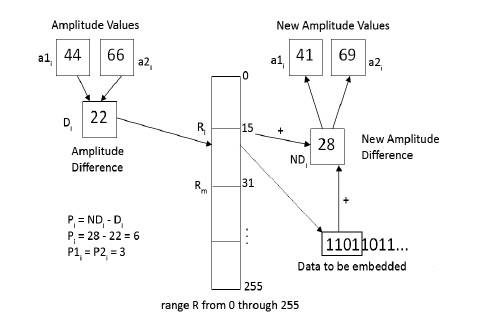 Amplitude Values
New Amplitude Values
a1i 44 66 a2i
a1i 41 69 a2i
0
Di 22
Ri 15 +
NDi 28
New Amplitude
Difference
Amplitude
Difference
Rm 31
+
Pi = NDi - Di
Pi = 28 - 22 = 6
P1i = P2i = 3
11011011...
Data to be embedded
255
range R from 0 through 255